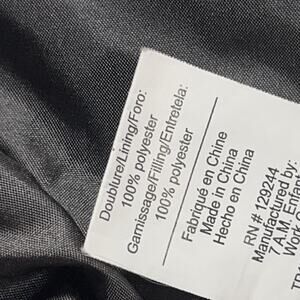 Doublure/Lining/Foro:
100% polyester
Garnissage/Filling/Entretela:
100% polyester
Fabriqué en Chine
Made in China
Hecho en China
RN # 129244
Manufactured by:
7 A.M.
Work